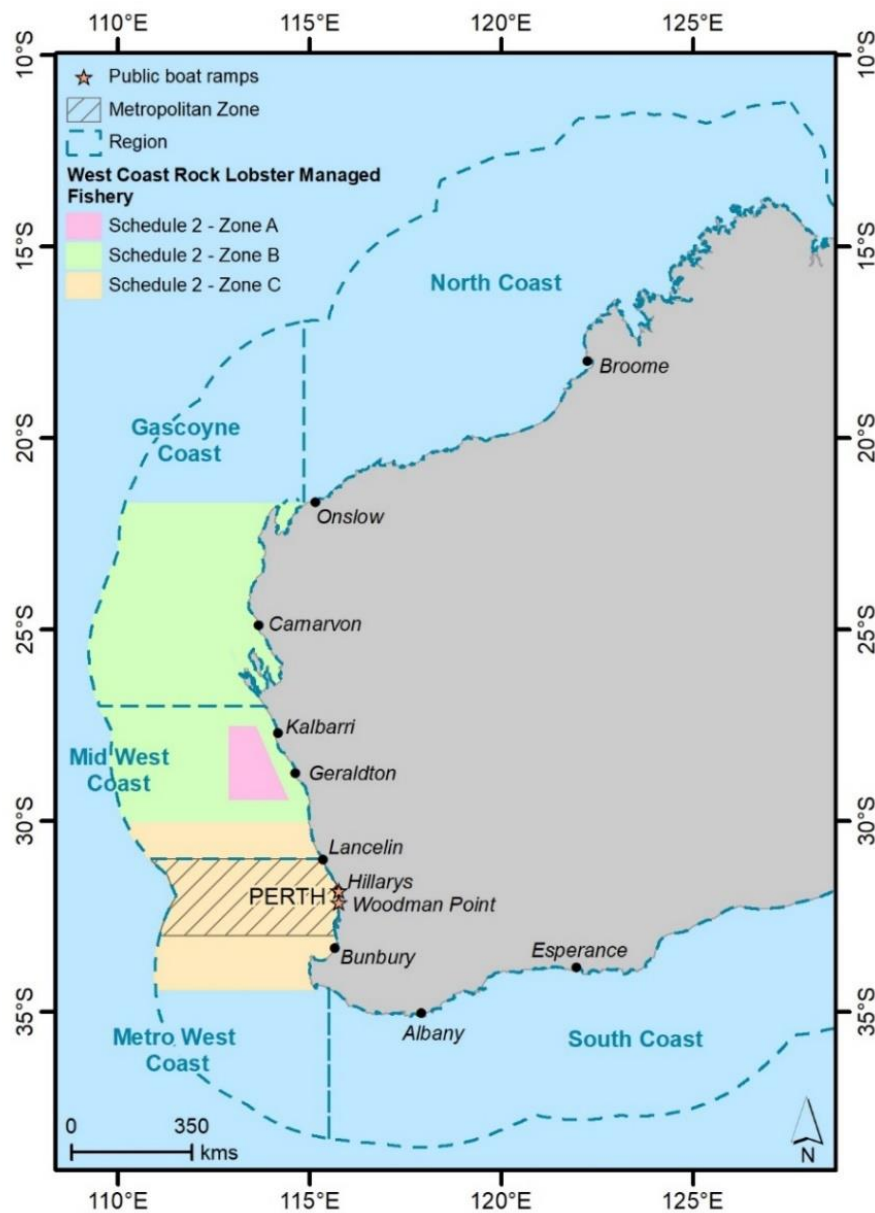 110°E
115°E
120°E
125°E
10°S
10°S
Public boat ramps
Metropolitan Zone
Region
West Coast Rock Lobster Managed
Fishery
Schedule 2 - Zone A
Schedule 2 - Zone B
Schedule 2 - Zone C
15°S
15°S
North Coast
Broome
20°S
20°S
Gascoyne
Coast
Onslow
25°S
25°S
Carnarvon
Kalbarri
Mid West
Coast
Geraldton
30°S
30°S
Lancelin
Hillarys
PERTH
Woodman Point
Bunbury
Esperance
35°S
35°S
Albany
Metro West
Coast
South Coast
0
350
kms
N
110°E
115°E
120°E
125°E